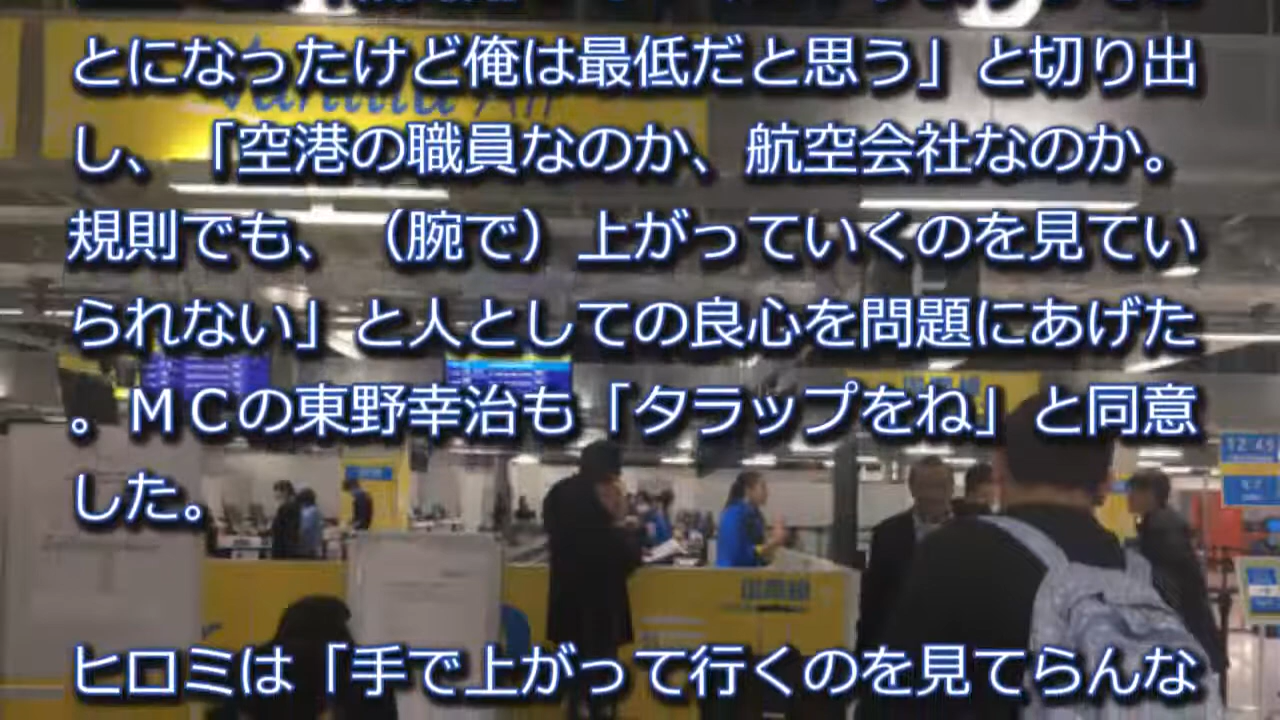 とになったけど俺は最低だと思う」と切り出
し、「空港の職員なのか、航空会社なのか。
規則でも、（腕で）上がっていくのを見てい
られない」と人としての良心を問題にあげた
。ＭＣの東野幸治も「タラップをね」と同意
した。
ヒロミは「手で上がって行くのを見てらんな